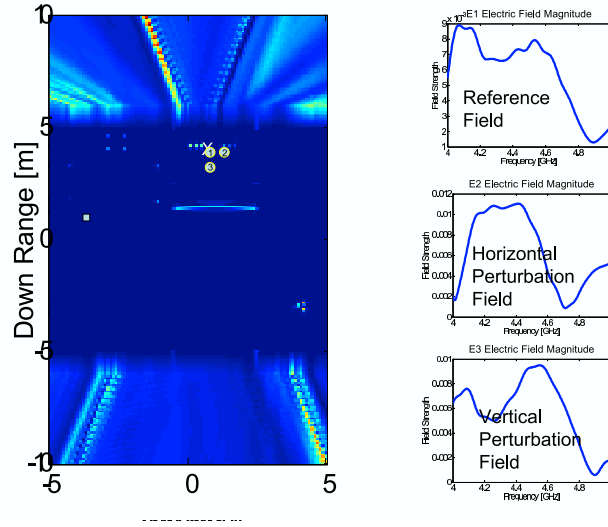 10
5
0
-5
-10
-5
0
5
Down Range [m]
1
2
3
x 10⁻³
E1 Electric Field Magnitude
9
8
7
6
5
4
3
2
1
Field Strength
Reference
Field
4
4.2
4.4
4.6
4.8
Frequency [GHz]
E2 Electric Field Magnitude
0.012
0.01
0.008
0.006
0.004
0.002
0
Field Strength
Horizontal
Perturbation
Field
4
4.2
4.4
4.6
4.8
Frequency [GHz]
E3 Electric Field Magnitude
0.01
0.008
0.006
0.004
0.002
0
Field Strength
Vertical
Perturbation
Field
4
4.2
4.4
4.6
4.8
Frequency [GHz]